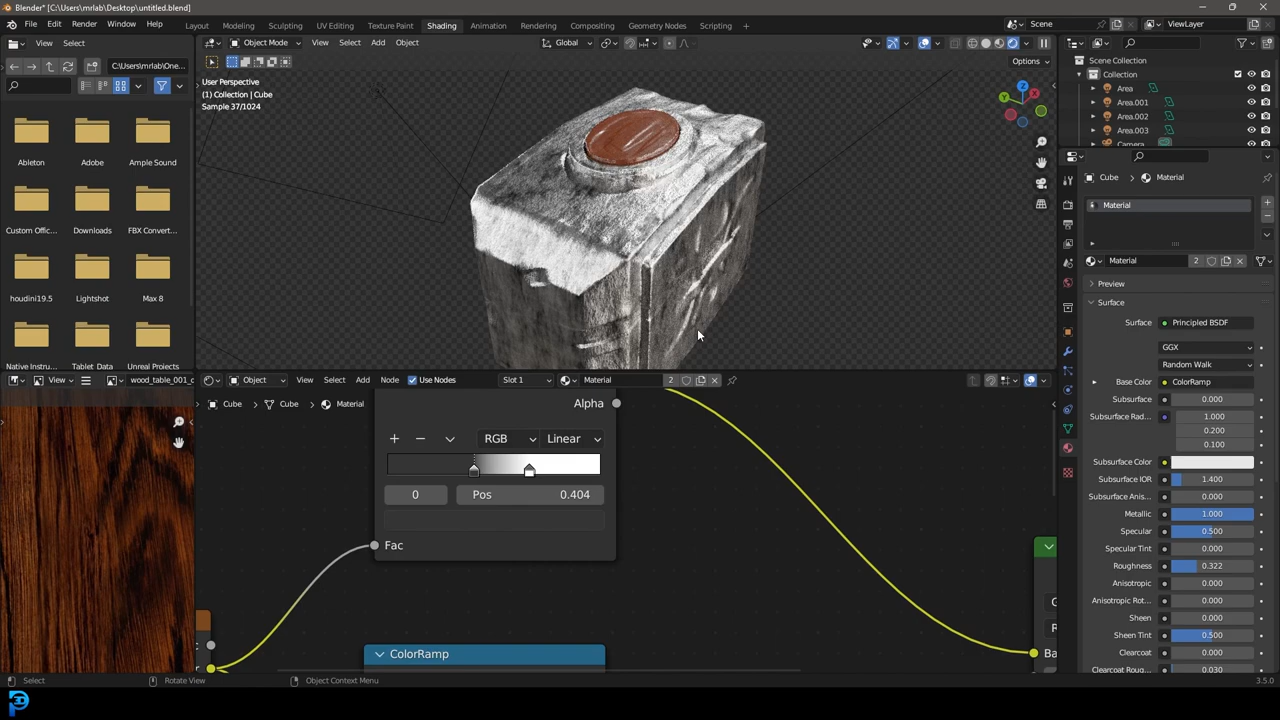 Blender* [C:\Users\mrlab\Desktop\untitled.blend]
File Edit Render Window Help Layout Modeling Sculpting UV Editing Texture Paint Shading Animation Rendering Compositing Geometry Nodes Scripting Scene ViewLayer
View Select
Object Mode View Select Add Object Global
C:\Users\mrlab\One...
Options
User Perspective
(1) Collection | Cube
Sample 37/1024
Scene Collection
Collection
Area
Area.001
Area.002
Area.003
Camera
Ableton Adobe Ample Sound
Custom Offic... Downloads FBX Convert...
houdini19.5 Lightshot Max 8
Native Instru... Tablet Data Unreal Projects
Cube Material
Material
Material 2
Preview
Surface
Surface Principled BSDF
GGX
Random Walk
Base Color ColorRamp
Subsurface 0.000
Subsurface Rad... 1.000
0.200
0.100
Subsurface Color
Subsurface IOR 1.400
Subsurface Anis... 0.000
Metallic 1.000
Specular 0.500
Specular Tint 0.000
Roughness 0.322
Anisotropic 0.000
Anisotropic Rot... 0.000
Sheen 0.000
Sheen Tint 0.500
Clearcoat 0.000
Clearcoat Roug... 0.030
View wood_table_001_c
Object View Select Add Node Use Nodes Slot 1 Material 2
Cube Cube Material
Alpha
RGB Linear
0 Pos 0.404
Fac
ColorRamp
Ba
Select Rotate View Object Context Menu 3.5.0